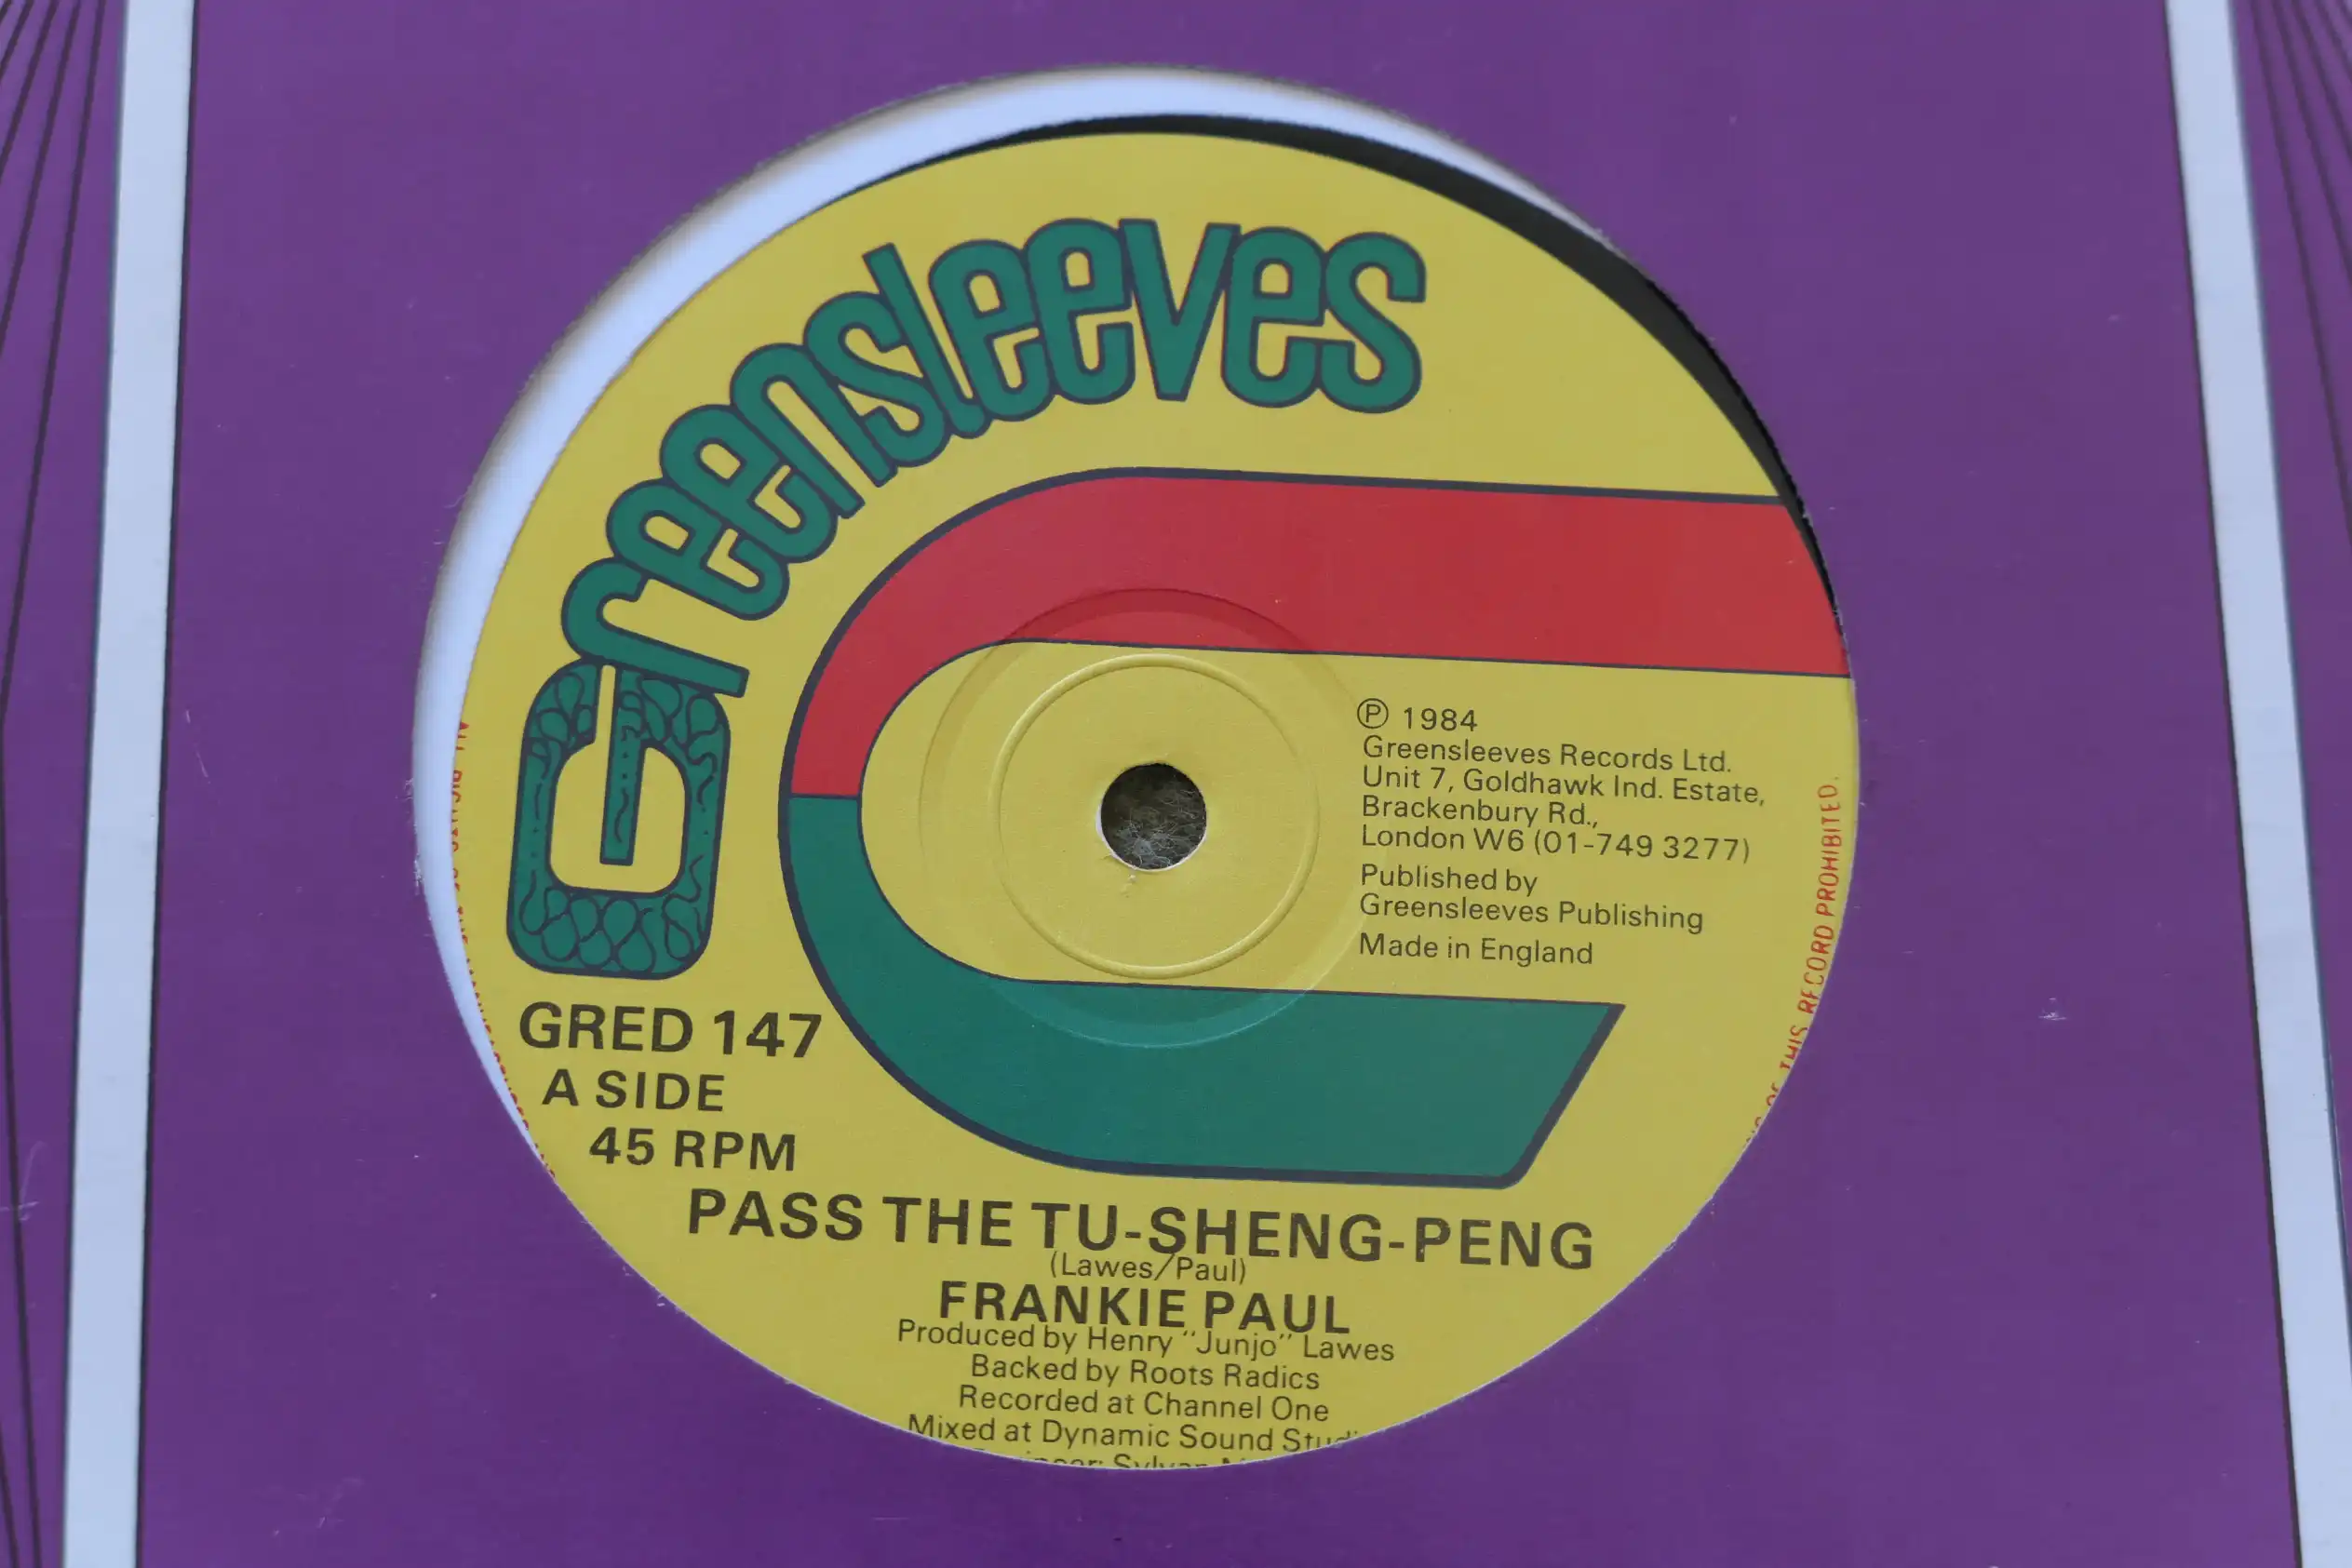 Greensleeves
℗ 1984
Greensleeves Records Ltd.
Unit 7, Goldhawk Ind. Estate,
Brackenbury Rd.,
London W6 (01-749 3277)
Published by
Greensleeves Publishing
Made in England
GRED 147
A SIDE
45 RPM
PASS THE TU-SHENG-PENG
(Lawes/Paul)
FRANKIE PAUL
Produced by Henry "Junjo" Lawes
Backed by Roots Radics
Recorded at Channel One
Mixed at Dynamic Sound
Sylvan
OF THIS RECORD PROHIBITED.